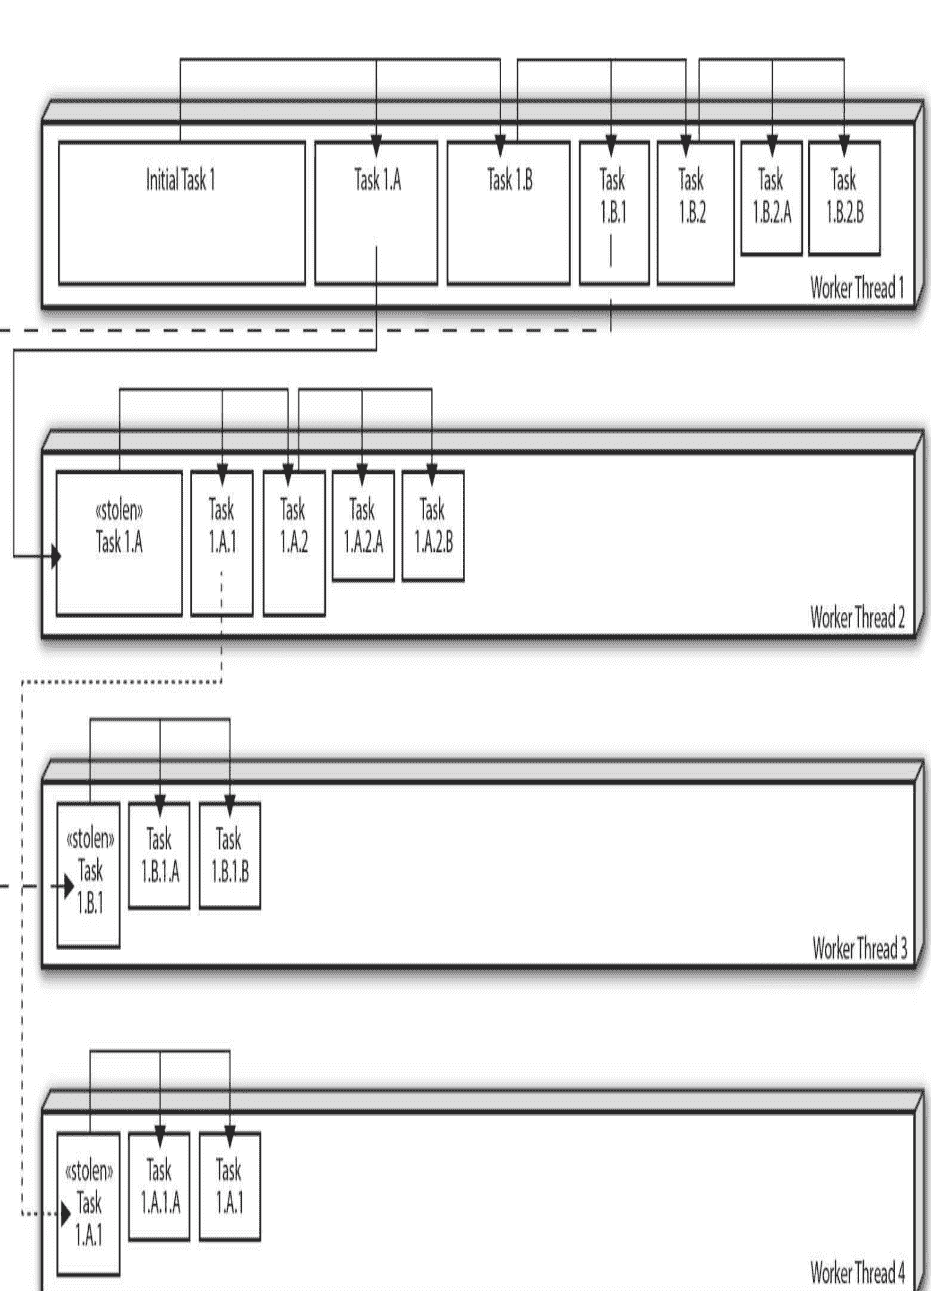 Initial Task 1
Task 1.A
Task 1.B
Task
1.B.1
Task
1.B.2
Task
1.B.2.A
Task
1.B.2.B
Worker Thread 1
«stolen»
Task 1.A
Task
1.A.1
Task
1.A.2
Task
1.A.2.A
Task
1.A.2.B
Worker Thread 2
«stolen»
Task
1.B.1
Task
1.B.1.A
Task
1.B.1.B
Worker Thread 3
«stolen»
Task
1.A.1
Task
1.A.1.A
Task
1.A.1
Worker Thread 4